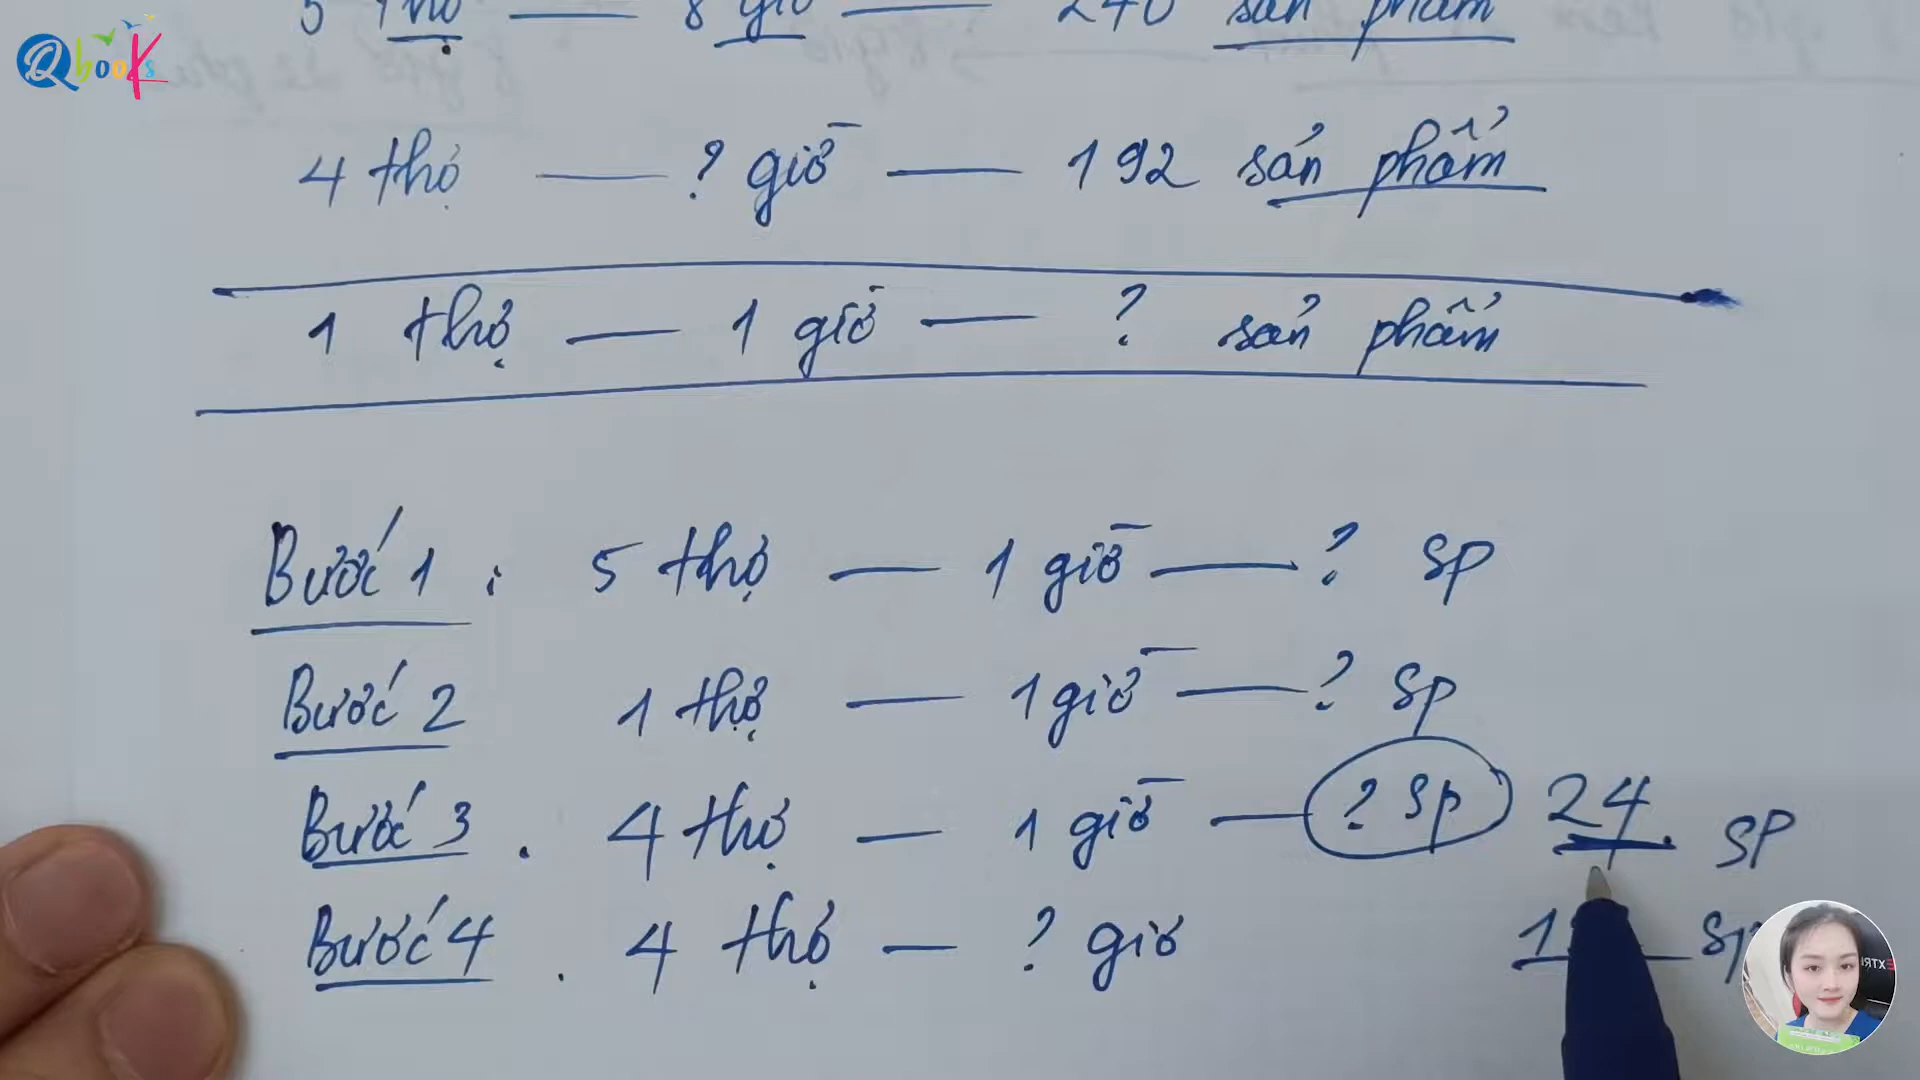 Qbooks
5 thợ — 8 giờ — 240 sản phẩm
4 thợ — ? giờ — 192 sản phẩm
1 thợ — 1 giờ — ? sản phẩm
Bước 1 : 5 thợ — 1 giờ — ? sp
Bước 2 1 thợ — 1 giờ — ? sp
Bước 3 . 4 thợ — 1 giờ — ? sp 24 SP
Bước 4 . 4 thợ — ? giờ sp